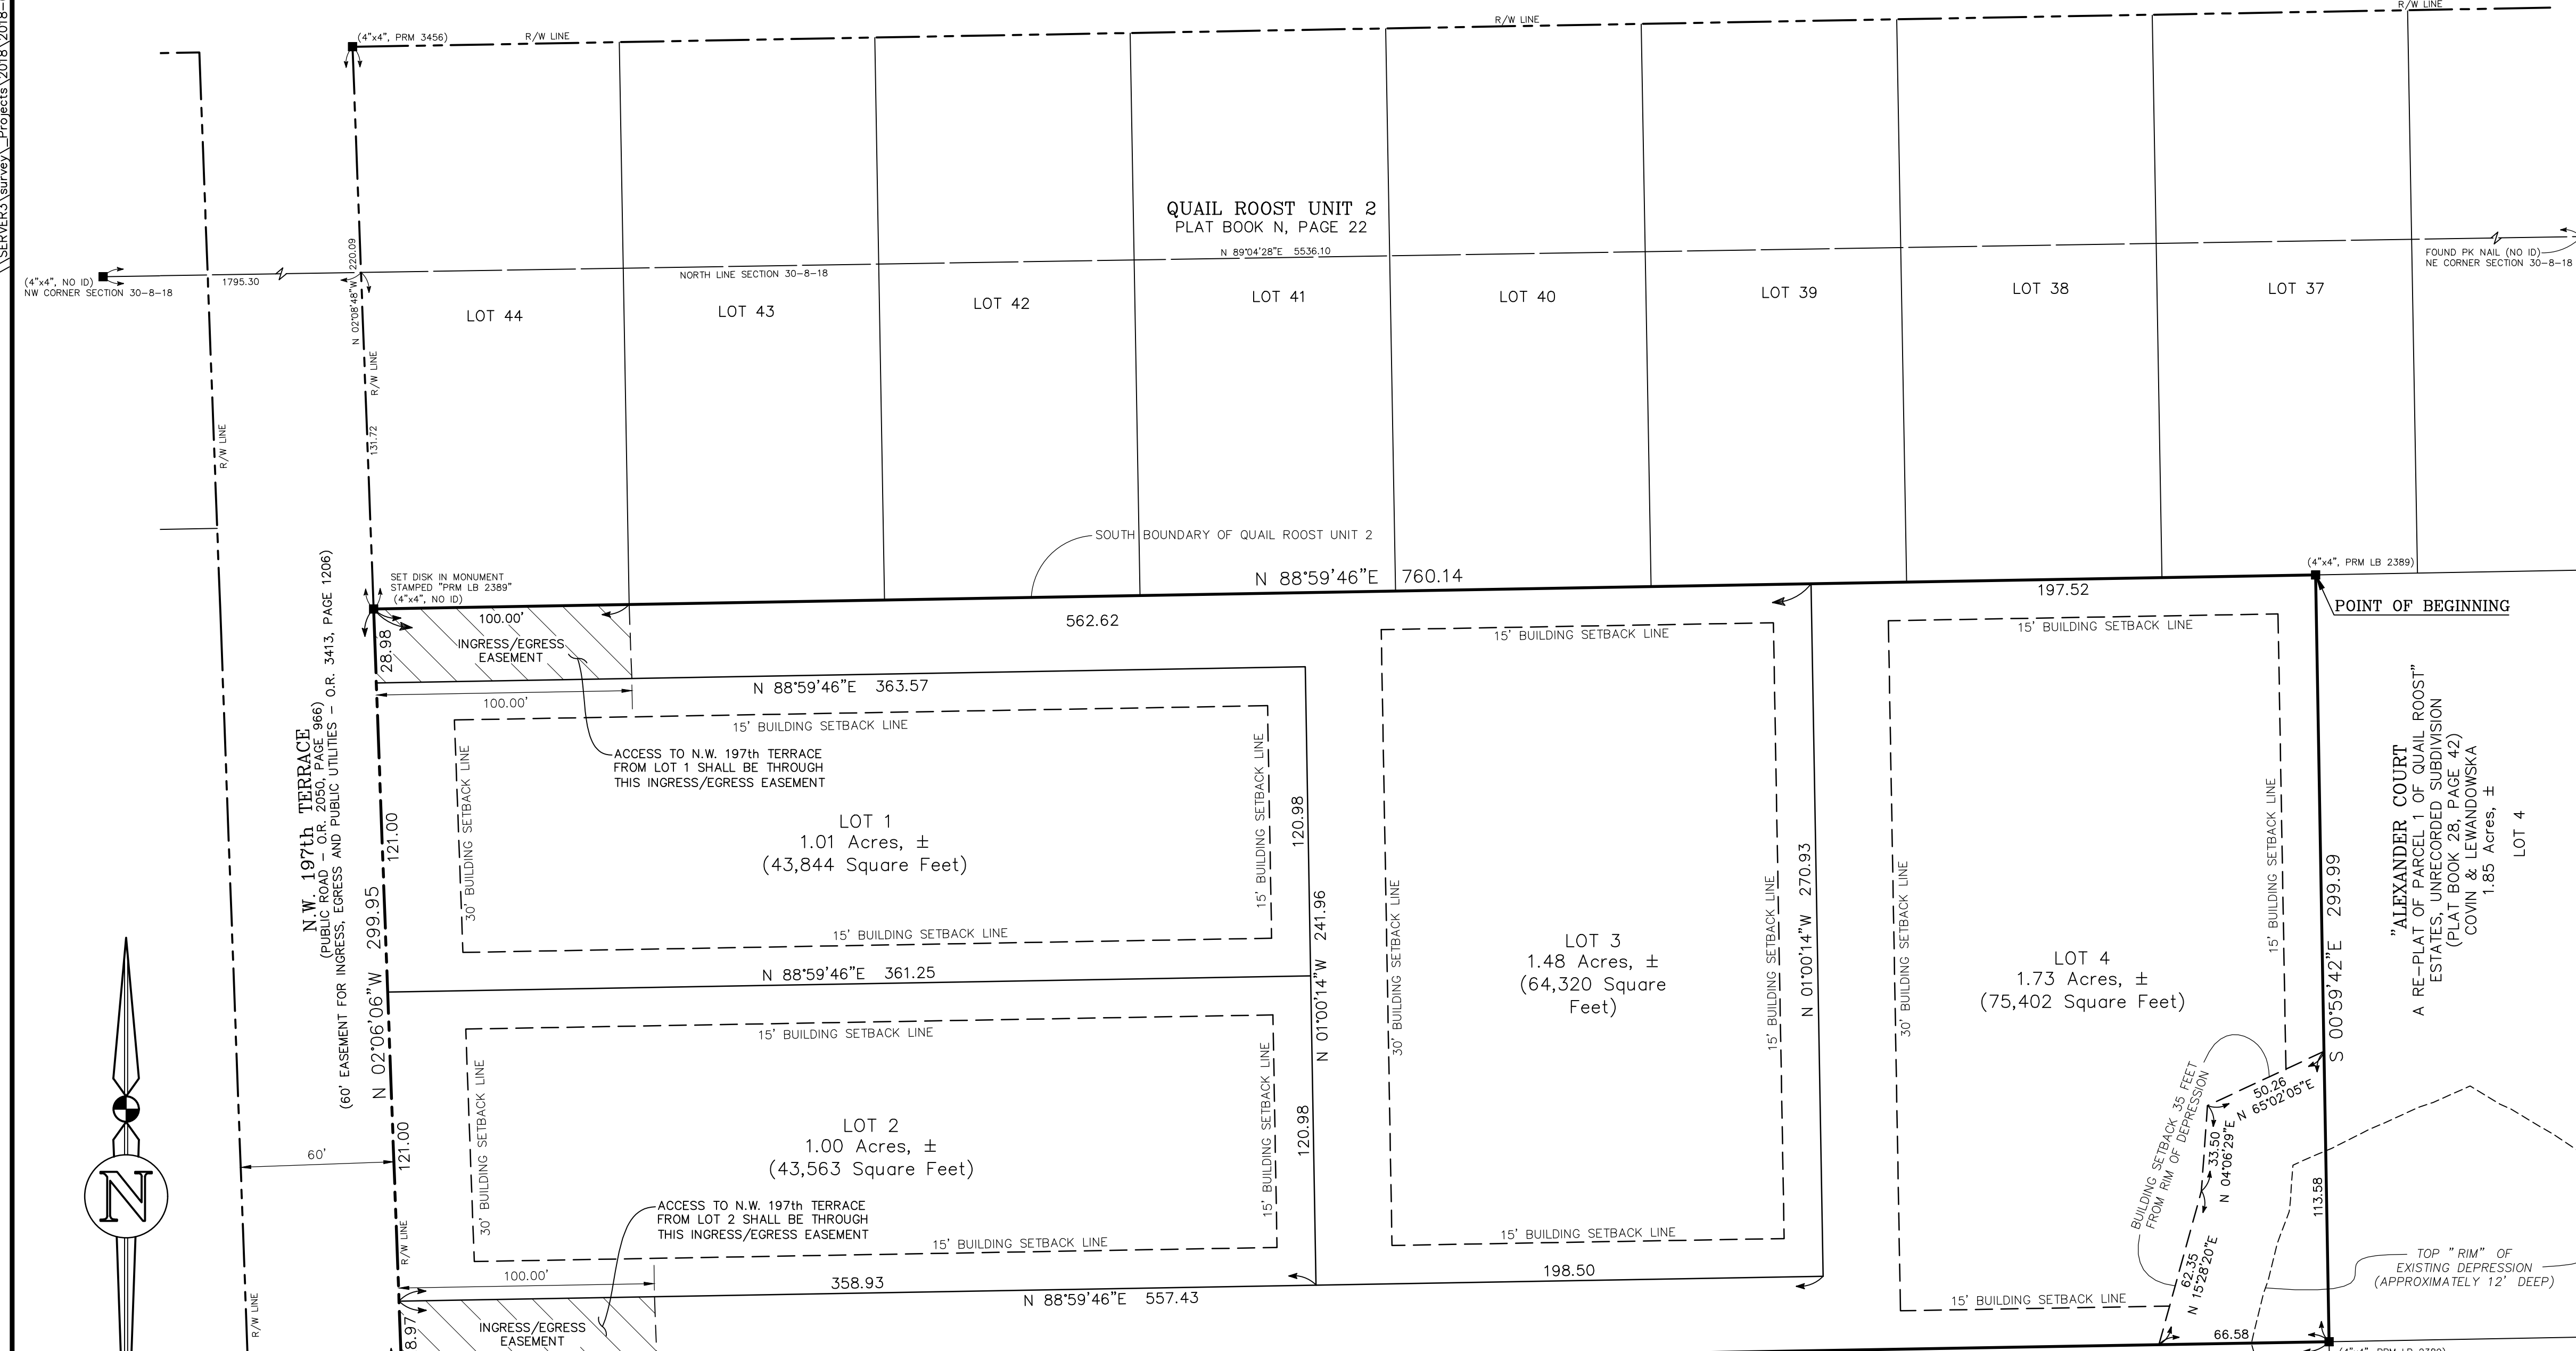 \\SERVER3\survey\_Projects\2018\2018-
(4"x4", PRM 3456)
R/W LINE
R/W LINE
R/W LINE
QUAIL ROOST UNIT 2
PLAT BOOK N, PAGE 22
N 89°04'28"E 5536.10
NORTH LINE SECTION 30-8-18
(4"x4", NO ID)
NW CORNER SECTION 30-8-18
1795.30
N 02°08'48"W 220.09
FOUND PK NAIL (NO ID)
NE CORNER SECTION 30-8-18
LOT 44
LOT 43
LOT 42
LOT 41
LOT 40
LOT 39
LOT 38
LOT 37
R/W LINE
131.72
R/W LINE
SOUTH BOUNDARY OF QUAIL ROOST UNIT 2
SET DISK IN MONUMENT
STAMPED "PRM LB 2389"
(4"x4", NO ID)
N 88°59'46"E 760.14
(4"x4", PRM LB 2389)
POINT OF BEGINNING
100.00'
562.62
197.52
28.98
INGRESS/EGRESS
EASEMENT
N 88°59'46"E 363.57
100.00'
ACCESS TO N.W. 197th TERRACE
FROM LOT 1 SHALL BE THROUGH
THIS INGRESS/EGRESS EASEMENT
15' BUILDING SETBACK LINE
30' BUILDING SETBACK LINE
15' BUILDING SETBACK LINE
LOT 1
1.01 Acres, ±
(43,844 Square Feet)
15' BUILDING SETBACK LINE
121.00
120.98
N.W. 197th TERRACE
(PUBLIC ROAD - O.R. 2050, PAGE 966)
(60' EASEMENT FOR INGRESS, EGRESS AND PUBLIC UTILITIES - O.R. 3413, PAGE 1206)
N 02°06'06"W 299.95
N 88°59'46"E 361.25
N 01°00'14"W 241.96
15' BUILDING SETBACK LINE
30' BUILDING SETBACK LINE
15' BUILDING SETBACK LINE
LOT 2
1.00 Acres, ±
(43,563 Square Feet)
15' BUILDING SETBACK LINE
121.00
120.98
60'
R/W LINE
R/W LINE
ACCESS TO N.W. 197th TERRACE
FROM LOT 2 SHALL BE THROUGH
THIS INGRESS/EGRESS EASEMENT
100.00'
358.93
198.50
N 88°59'46"E 557.43
8.97
INGRESS/EGRESS
EASEMENT
N
15' BUILDING SETBACK LINE
30' BUILDING SETBACK LINE
15' BUILDING SETBACK LINE
LOT 3
1.48 Acres, ±
(64,320 Square
Feet)
15' BUILDING SETBACK LINE
N 01°00'14"W 270.93
15' BUILDING SETBACK LINE
30' BUILDING SETBACK LINE
15' BUILDING SETBACK LINE
LOT 4
1.73 Acres, ±
(75,402 Square Feet)
15' BUILDING SETBACK LINE
BUILDING SETBACK 35 FEET
FROM RIM OF DEPRESSION
50.26
N 65°02'05"E
33.50
N 04°06'29"E
62.35
N 15°28'20"E
66.58
113.58
S 00°59'42"E 299.99
"ALEXANDER COURT
A RE-PLAT OF PARCEL 1 OF QUAIL ROOST"
ESTATES, UNRECORDED SUBDIVISION
(PLAT BOOK 28, PAGE 42)
COVIN & LEWANDOWSKA
1.85 Acres, ±
LOT 4
TOP "RIM" OF
EXISTING DEPRESSION
(APPROXIMATELY 12' DEEP)
(4"x4", PRM LB 2389)